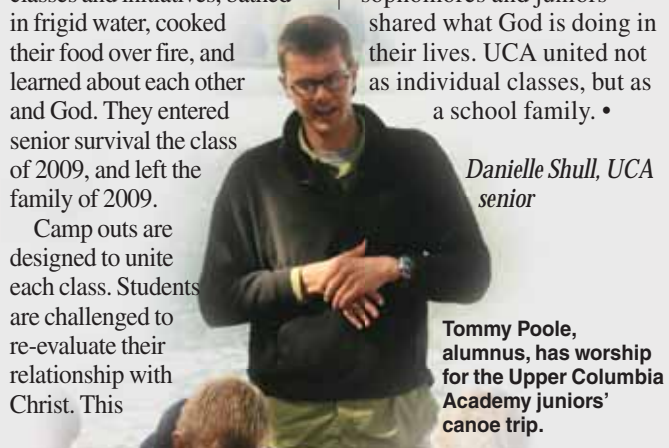 classes and initiatives, bathed
in frigid water, cooked
their food over fire, and
learned about each other
and God. They entered
senior survival the class
of 2009, and left the
family of 2009.
Camp outs are
designed to unite
each class. Students
are challenged to
re-evaluate their
relationship with
Christ. This
sophomores and juniors
shared what God is doing in
their lives. UCA united not
as individual classes, but as
a school family. •
Danielle Shull, UCA
senior
Tommy Poole,
alumnus, has worship
for the Upper Columbia
Academy juniors’
canoe trip.